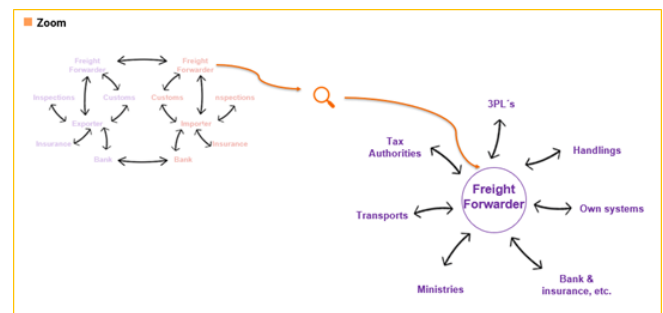 Zoom
Freight
Forwarder
Freight
Forwarder
Inspections
Customs
Customs
nspections
Exporter
Importer
Insurance
Insurance
Bank
Bank
3PL´s
Tax
Authorities
Handlings
Freight
Forwarder
Transports
Own systems
Ministries
Bank &
insurance, etc.